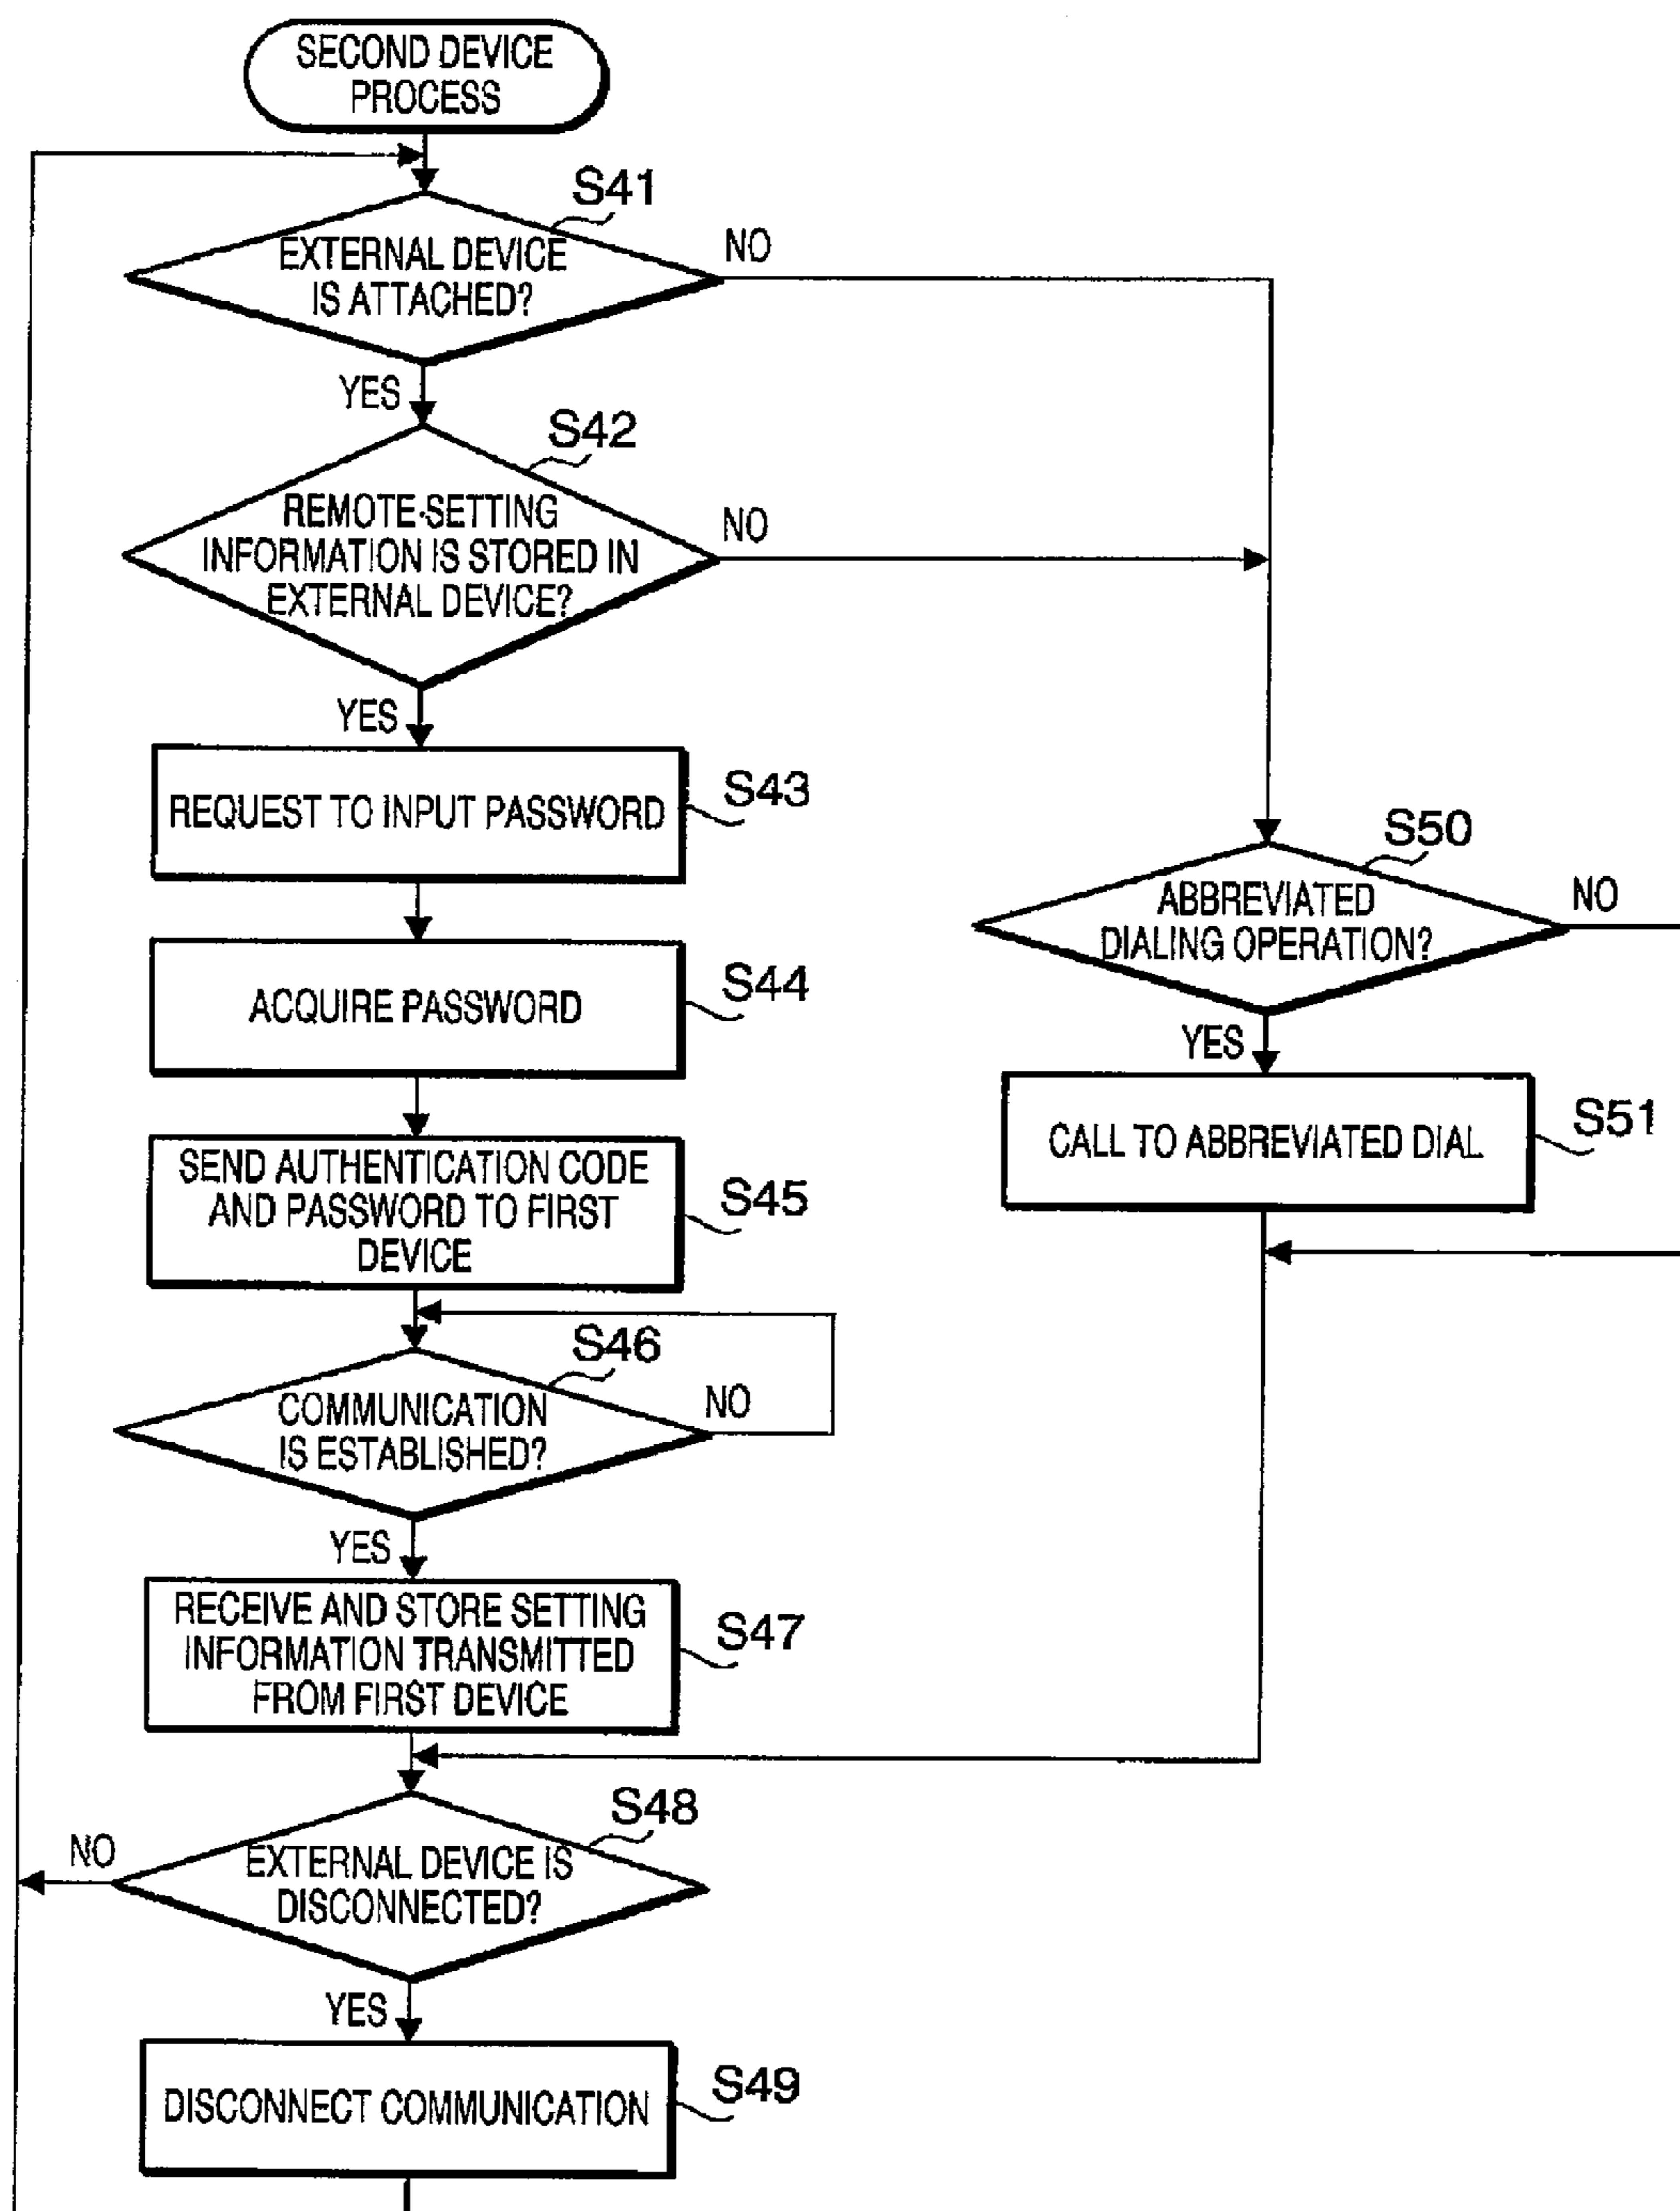 SECOND DEVICE
PROCESS
S41
EXTERNAL DEVICE
IS ATTACHED?
NO
YES
S42
REMOTE-SETTING
INFORMATION IS STORED IN
EXTERNAL DEVICE?
NO
YES
REQUEST TO INPUT PASSWORD
S43
ACQUIRE PASSWORD
S44
SEND AUTHENTICATION CODE
AND PASSWORD TO FIRST
DEVICE
S45
S46
COMMUNICATION
IS ESTABLISHED?
NO
YES
RECEIVE AND STORE SETTING
INFORMATION TRANSMITTED
FROM FIRST DEVICE
S47
S48
EXTERNAL DEVICE IS
DISCONNECTED?
NO
YES
DISCONNECT COMMUNICATION
S49
S50
ABBREVIATED
DIALING OPERATION?
NO
YES
CALL TO ABBREVIATED DIAL
S51